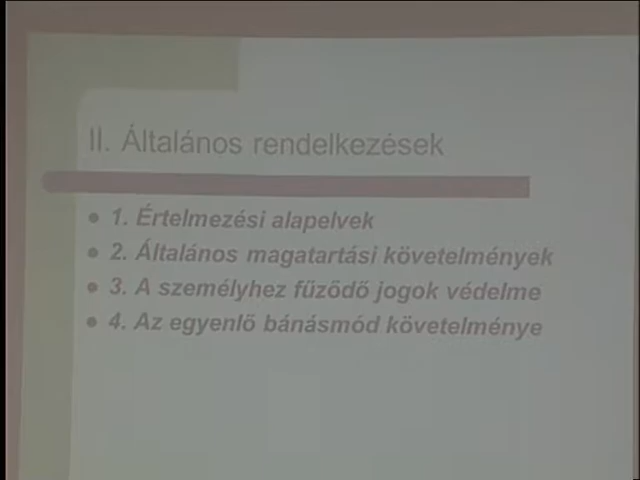 II. Általános rendelkezések
1. Értelmezési alapelvek
2. Általános magatartási követelmények
3. A személyhez fűződő jogok védelme
4. Az egyenlő bánásmód követelménye